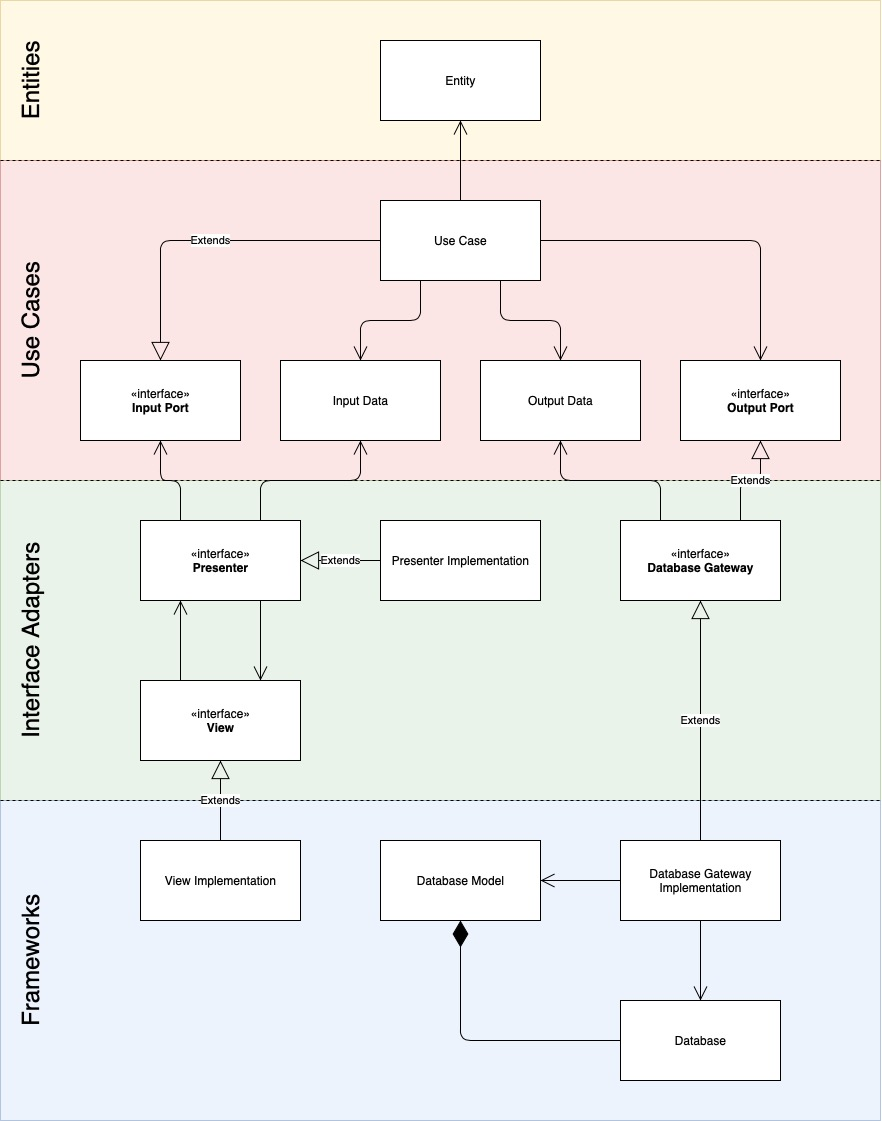 Entities
Entity
Use Cases
Use Case
Extends
«interface»
Input Port
Input Data
Output Data
«interface»
Output Port
Extends
Interface Adapters
«interface»
Presenter
Extends
Presenter Implementation
«interface»
Database Gateway
«interface»
View
Extends
Extends
Frameworks
View Implementation
Database Model
Database Gateway
Implementation
Database